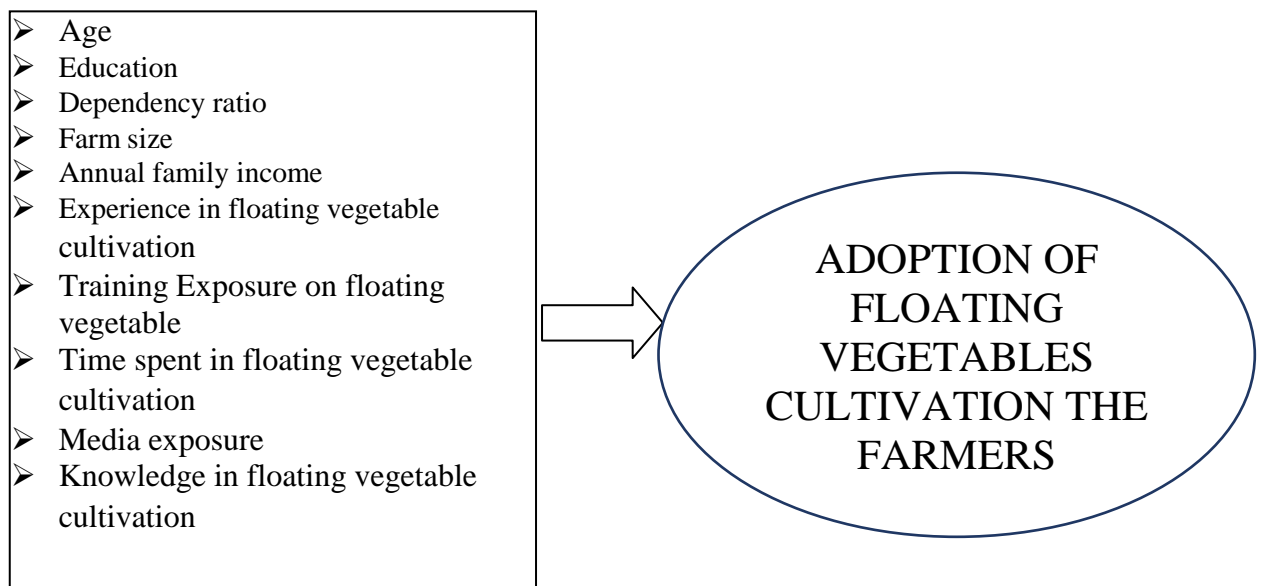 ➢ Age
➢ Education
➢ Dependency ratio
➢ Farm size
➢ Annual family income
➢ Experience in floating vegetable
cultivation
➢ Training Exposure on floating
vegetable
➢ Time spent in floating vegetable
cultivation
➢ Media exposure
➢ Knowledge in floating vegetable
cultivation
ADOPTION OF
FLOATING
VEGETABLES
CULTIVATION THE
FARMERS